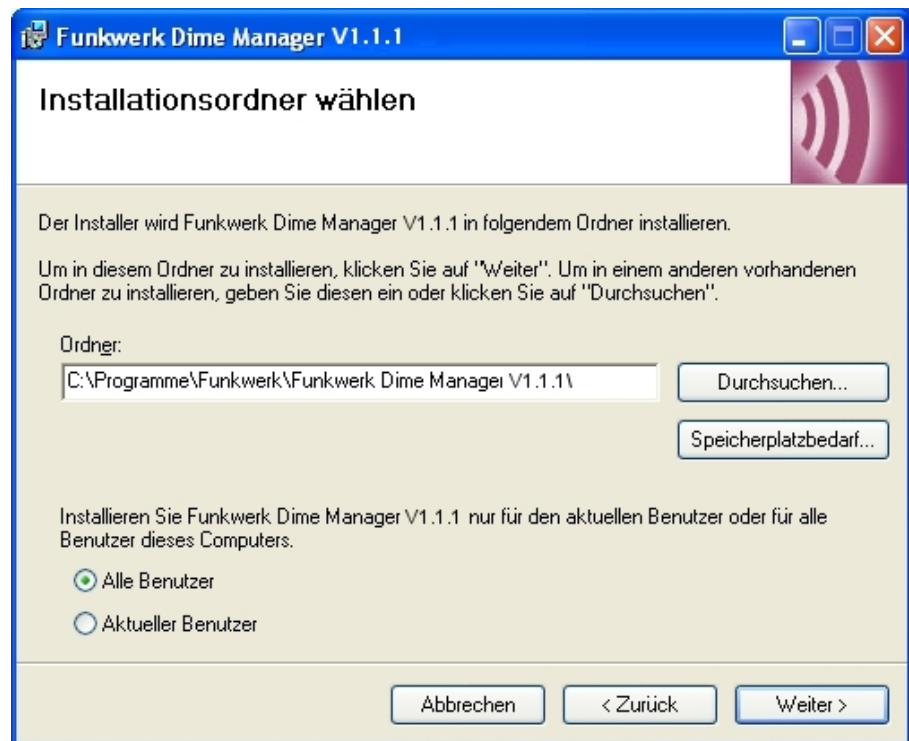 Funkwerk Dime Manager V1.1.1
Installationsordner wählen
Der Installer wird Funkwerk Dime Manager V1.1.1 in folgendem Ordner installieren.
Um in diesem Ordner zu installieren, klicken Sie auf "Weiter". Um in einem anderen vorhandenen
Ordner zu installieren, geben Sie diesen ein oder klicken Sie auf "Durchsuchen".
Ordner:
C:\Programme\Funkwerk\Funkwerk Dime Manager V1.1.1\
Durchsuchen...
Speicherplatzbedarf...
Installieren Sie Funkwerk Dime Manager V1.1.1 nur für den aktuellen Benutzer oder für alle
Benutzer dieses Computers.
Alle Benutzer
Aktueller Benutzer
Abbrechen
< Zurück
Weiter >